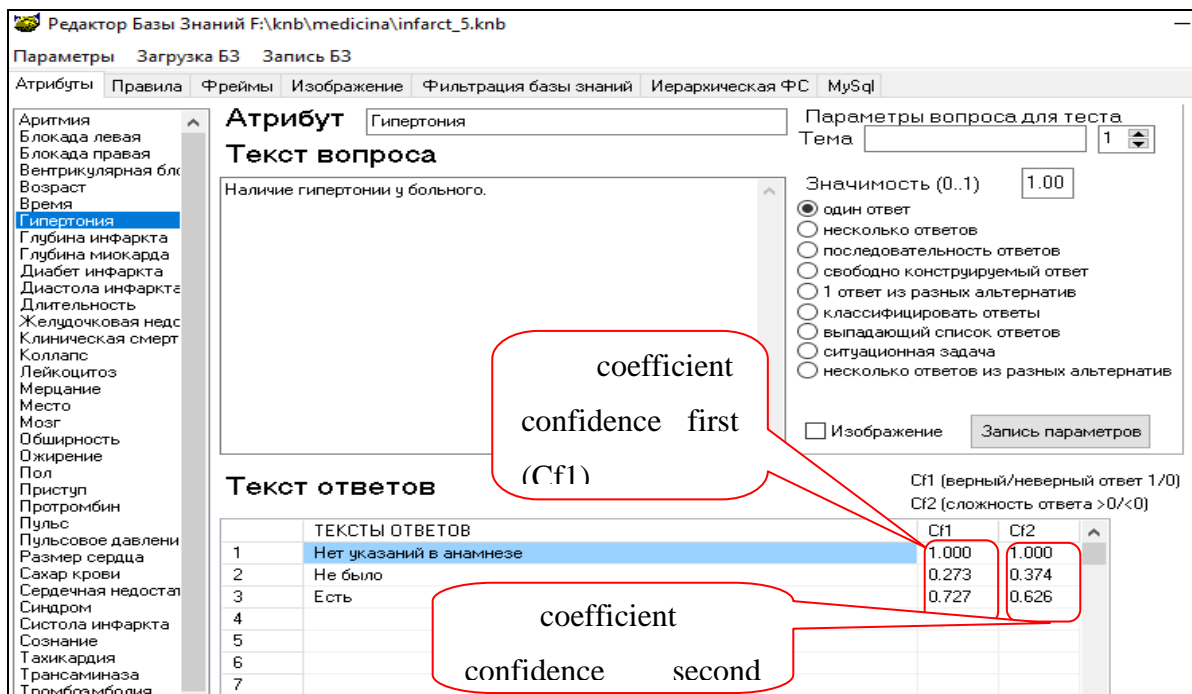 Редактор Базы Знаний F:\knb\medicina\infarct_5.knb
Параметры Загрузка БЗ Запись БЗ
Атрибуты Правила Фреймы Изображение Фильтрация базы знаний Иерархическая ФС MySql
Аритмия
Блокада левая
Блокада правая
Вентрикулярная бло
Возраст
Время
Гипертония
Глубина инфаркта
Глубина миокарда
Диабет инфаркта
Диастола инфаркта
Длительность
Желудочковая недс
Клиническая смерт
Коллапс
Лейкоцитоз
Мерцание
Место
Мозг
Обширность
Ожирение
Пол
Приступ
Протромбин
Пульс
Пульсовое давлени
Размер сердца
Сахар крови
Сердечная недостат
Синдром
Систола инфаркта
Сознание
Тахикардия
Трансаминаза
Тромбоэмболия
Атрибут Гипертония
Текст вопроса
Наличие гипертонии у больного.
Параметры вопроса для теста
Тема 1
Значимость (0..1) 1.00
один ответ
несколько ответов
последовательность ответов
свободно конструируемый ответ
1 ответ из разных альтернатив
классифицировать ответы
выпадающий список ответов
ситуационная задача
несколько ответов из разных альтернатив
Изображение Запись параметров
coefficient
confidence first
(Cf1)
Текст ответов
Cf1 (верный/неверный ответ 1/0)
Cf2 (сложность ответа >0/<0)
ТЕКСТЫ ОТВЕТОВ Cf1 Cf2
1 Нет указаний в анамнезе 1.000 1.000
2 Не было 0.273 0.374
3 Есть 0.727 0.626
4
5
6
7
coefficient
confidence second